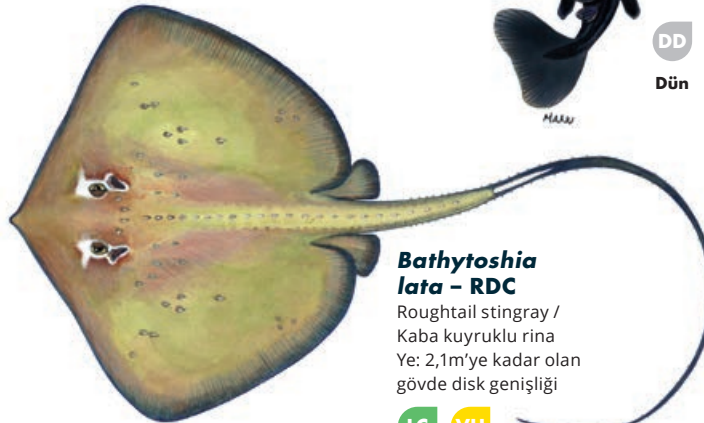 DD
Dün
Bathytoshia
lata – RDC
Roughtail stingray /
Kaba kuyruklu rina
Ye: 2,1m’ye kadar olan
gövde disk genişliği